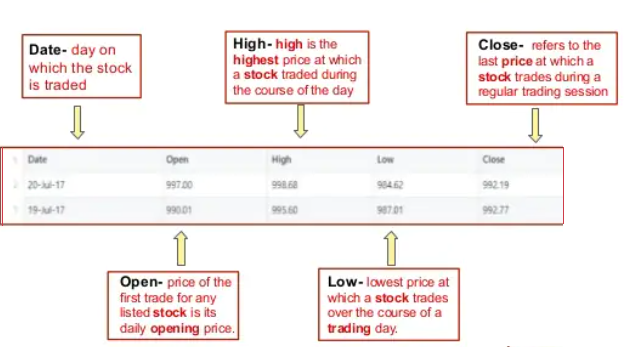 Date- day on
which the stock
is traded
High- high is the
highest price at which
a stock traded during
the course of the day
Close- refers to the
last price at which a
stock trades during a
regular trading session
1 Date Open High Low Close
2 20-Jul-17 997.00 998.68 984.62 992.19
3 19-Jul-17 990.01 995.60 987.01 992.77
Open- price of the
first trade for any
listed stock is its
daily opening price.
Low- lowest price at
which a stock trades
over the course of a
trading day.